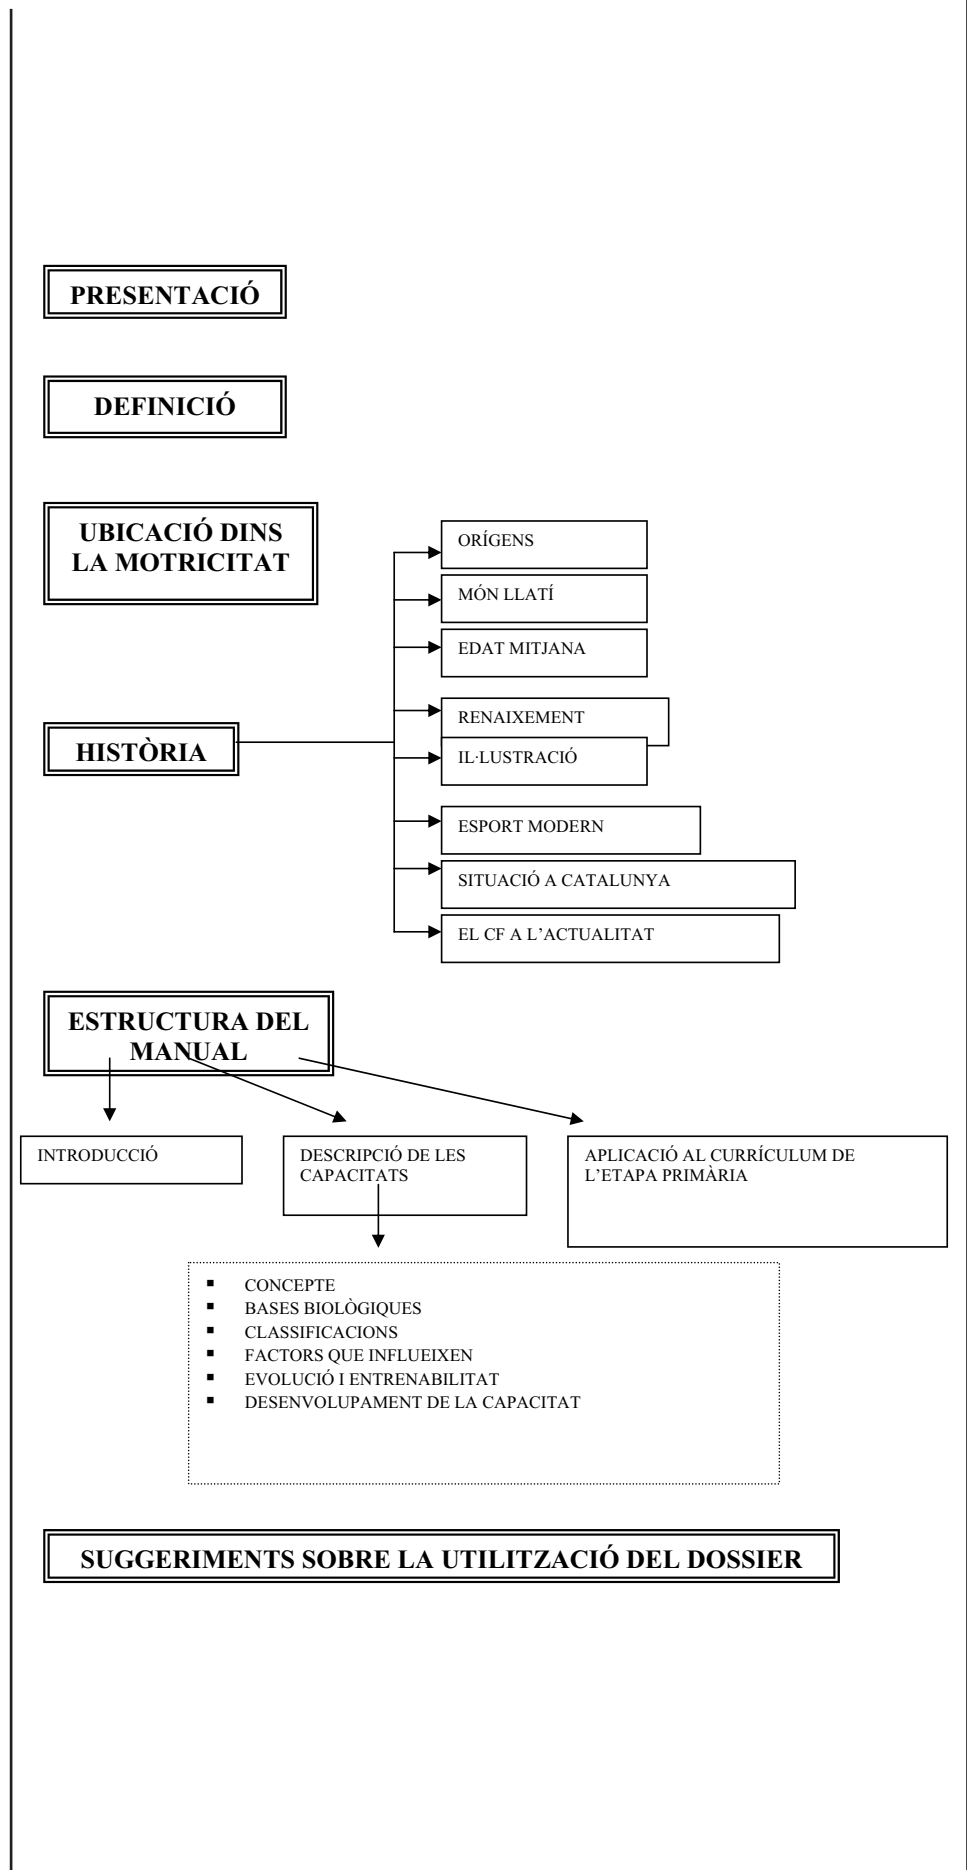 PRESENTACIÓ
DEFINICIÓ
UBICACIÓ DINS
LA MOTRICITAT
HISTÒRIA
ORÍGENS
MÓN LLATÍ
EDAT MITJANA
RENAIXEMENT
IL·LUSTRACIÓ
ESPORT MODERN
SITUACIÓ A CATALUNYA
EL CF A L’ACTUALITAT
ESTRUCTURA DEL
MANUAL
INTRODUCCIÓ
DESCRIPCIÓ DE LES
CAPACITATS
APLICACIÓ AL CURRÍCULUM DE
L’ETAPA PRIMÀRIA
▪ CONCEPTE
▪ BASES BIOLÒGIQUES
▪ CLASSIFICACIONS
▪ FACTORS QUE INFLUEIXEN
▪ EVOLUCIÓ I ENTRENABILITAT
▪ DESENVOLUPAMENT DE LA CAPACITAT
SUGGERIMENTS SOBRE LA UTILITZACIÓ DEL DOSSIER